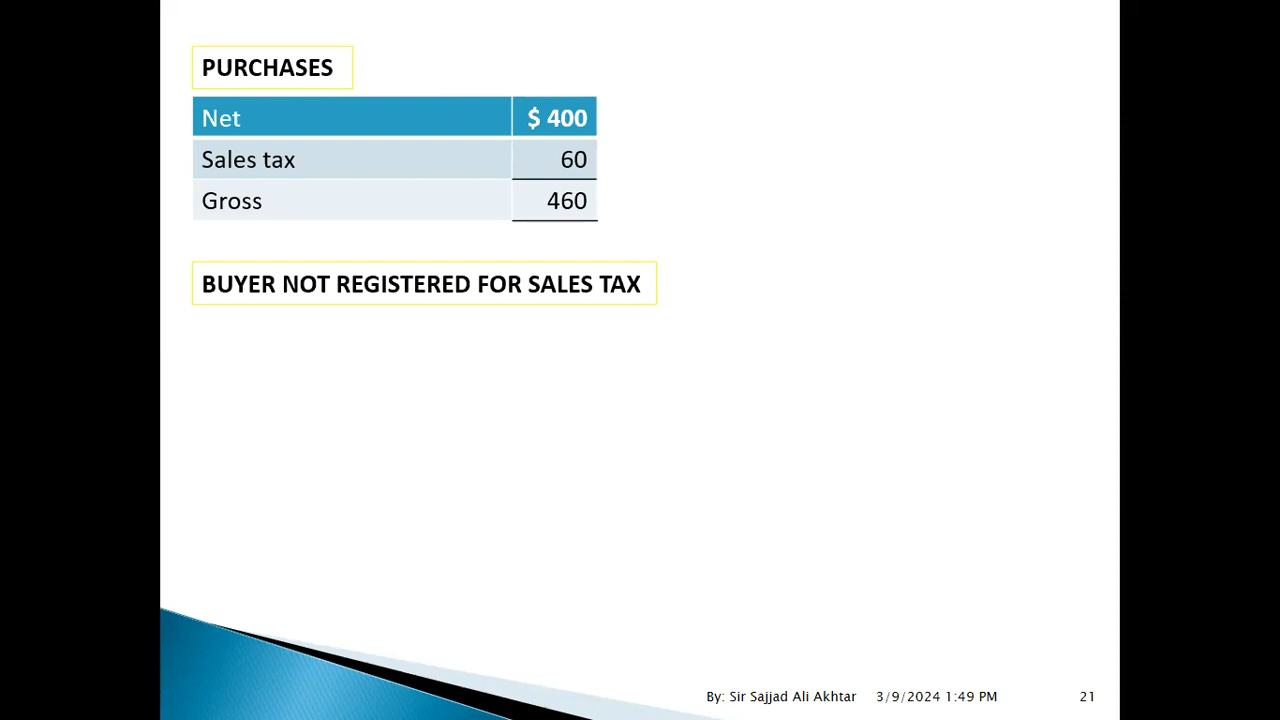 PURCHASES
Net $ 400
Sales tax 60
Gross 460
BUYER NOT REGISTERED FOR SALES TAX
By: Sir Sajjad Ali Akhtar 3/9/2024 1:49 PM 21